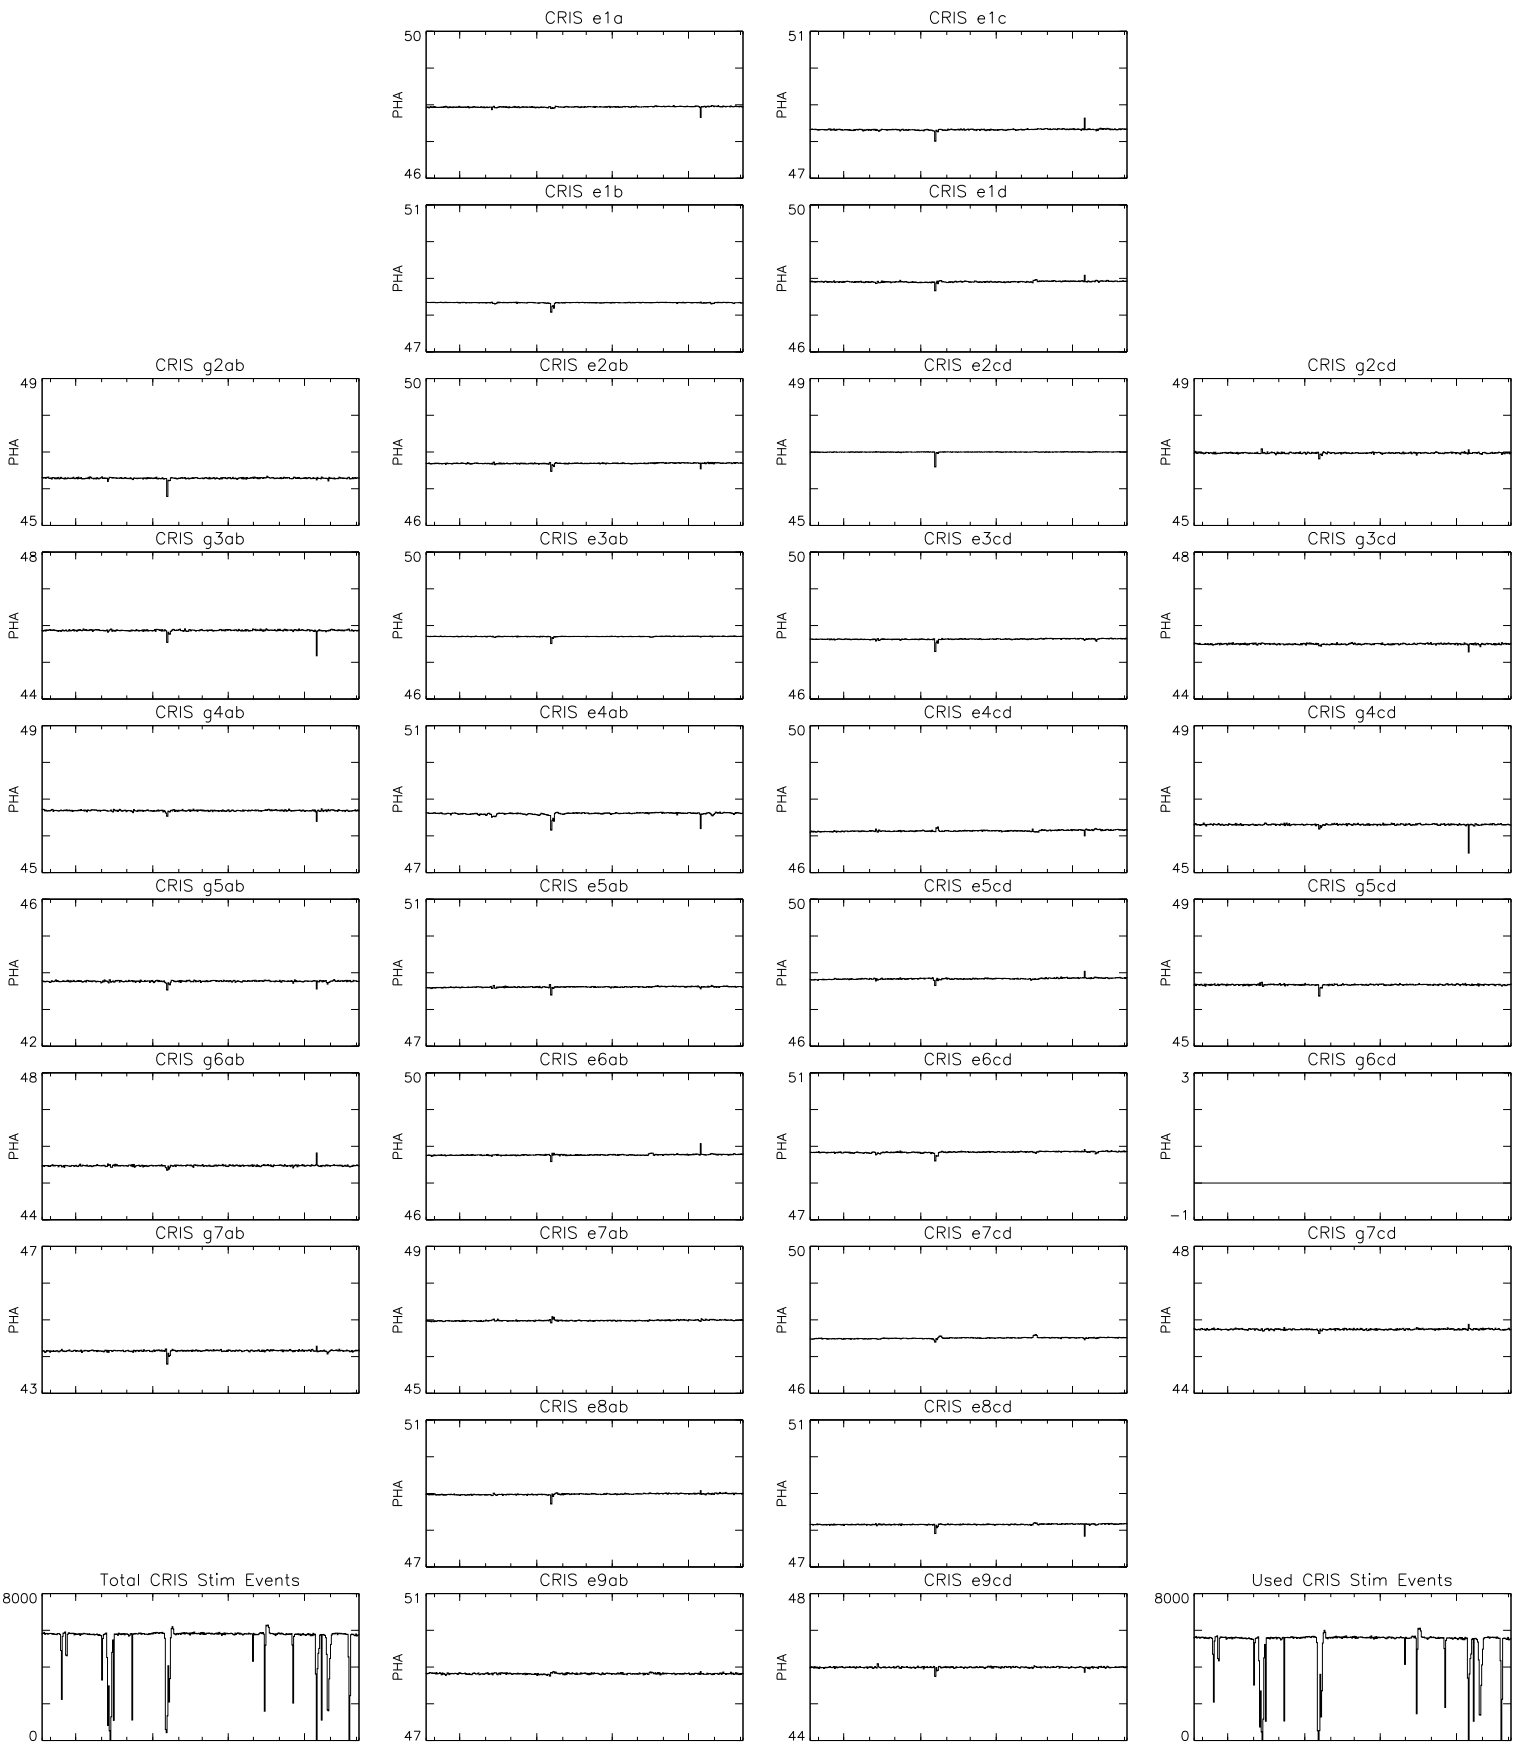 CRIS e1a CRIS e1c
50 51
PHA PHA
46 47
CRIS e1b CRIS e1d
51 50
PHA PHA
47 46
CRIS g2ab CRIS e2ab CRIS e2cd CRIS g2cd
49 50 49 49
PHA PHA PHA PHA
45 46 45 45
CRIS g3ab CRIS e3ab CRIS e3cd CRIS g3cd
48 50 50 48
PHA PHA PHA PHA
44 46 46 44
CRIS g4ab CRIS e4ab CRIS e4cd CRIS g4cd
49 51 50 49
PHA PHA PHA PHA
45 47 46 45
CRIS g5ab CRIS e5ab CRIS e5cd CRIS g5cd
46 51 50 49
PHA PHA PHA PHA
42 47 46 45
CRIS g6ab CRIS e6ab CRIS e6cd CRIS g6cd
48 50 51 3
PHA PHA PHA PHA
44 46 47 -1
CRIS g7ab CRIS e7ab CRIS e7cd CRIS g7cd
47 49 50 48
PHA PHA PHA PHA
43 45 46 44
CRIS e8ab CRIS e8cd
51 51
PHA PHA
47 47
Total CRIS Stim Events CRIS e9ab CRIS e9cd Used CRIS Stim Events
8000 51 48 8000
PHA PHA
0 47 44 0